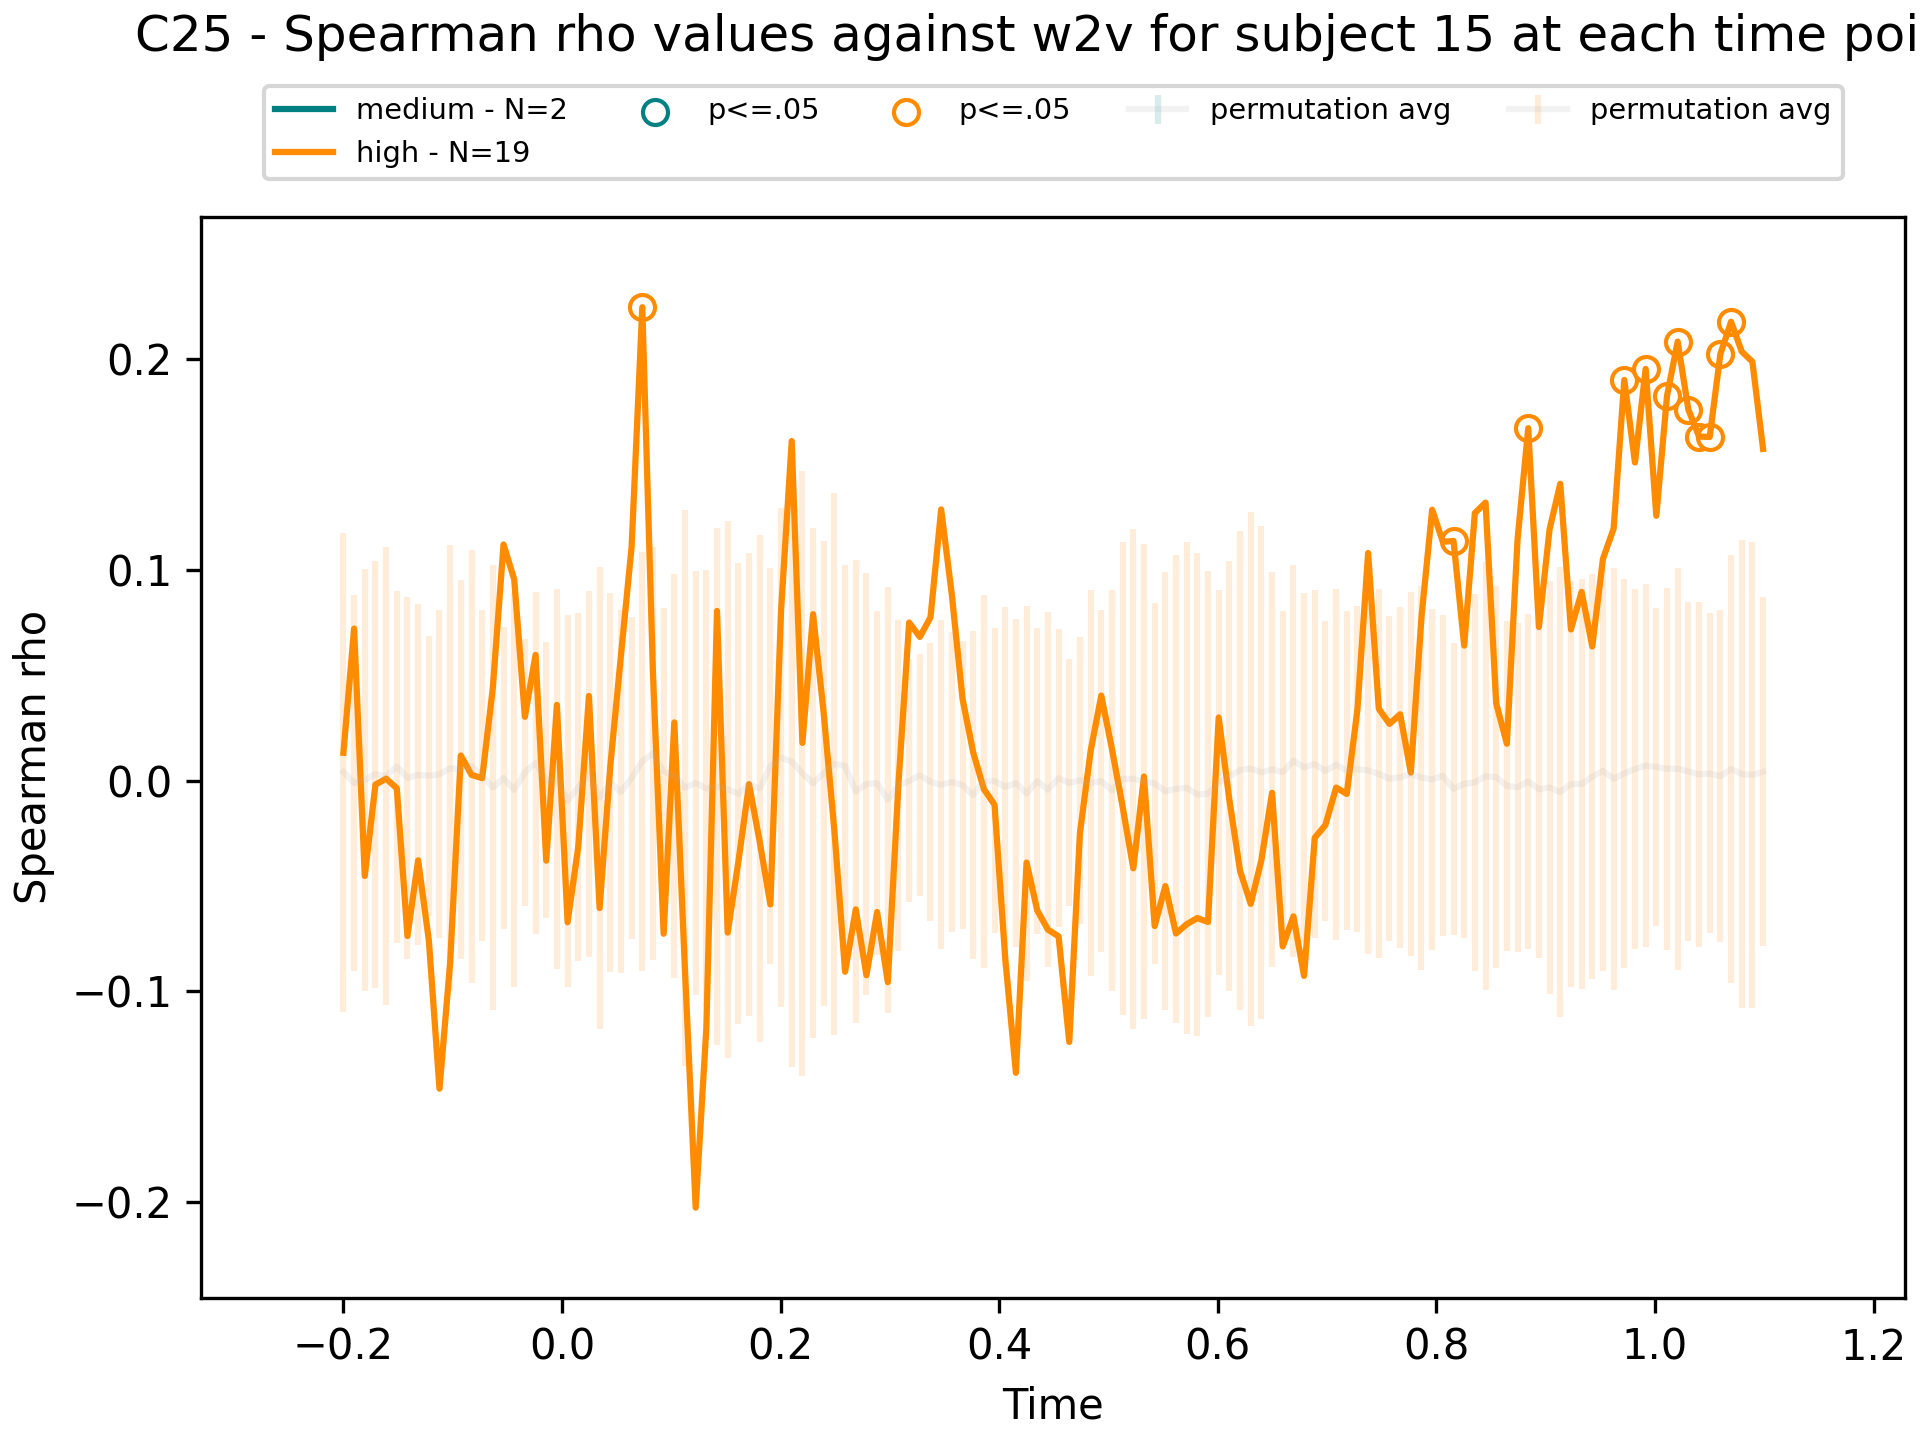 C25 - Spearman rho values against w2v for subject 15 at each time poi
medium - N=2
high - N=19
p<=.05
p<=.05
permutation avg
permutation avg
Spearman rho
0.2
0.1
0.0
−0.1
−0.2
−0.2 0.0 0.2 0.4 0.6 0.8 1.0 1.2
Time